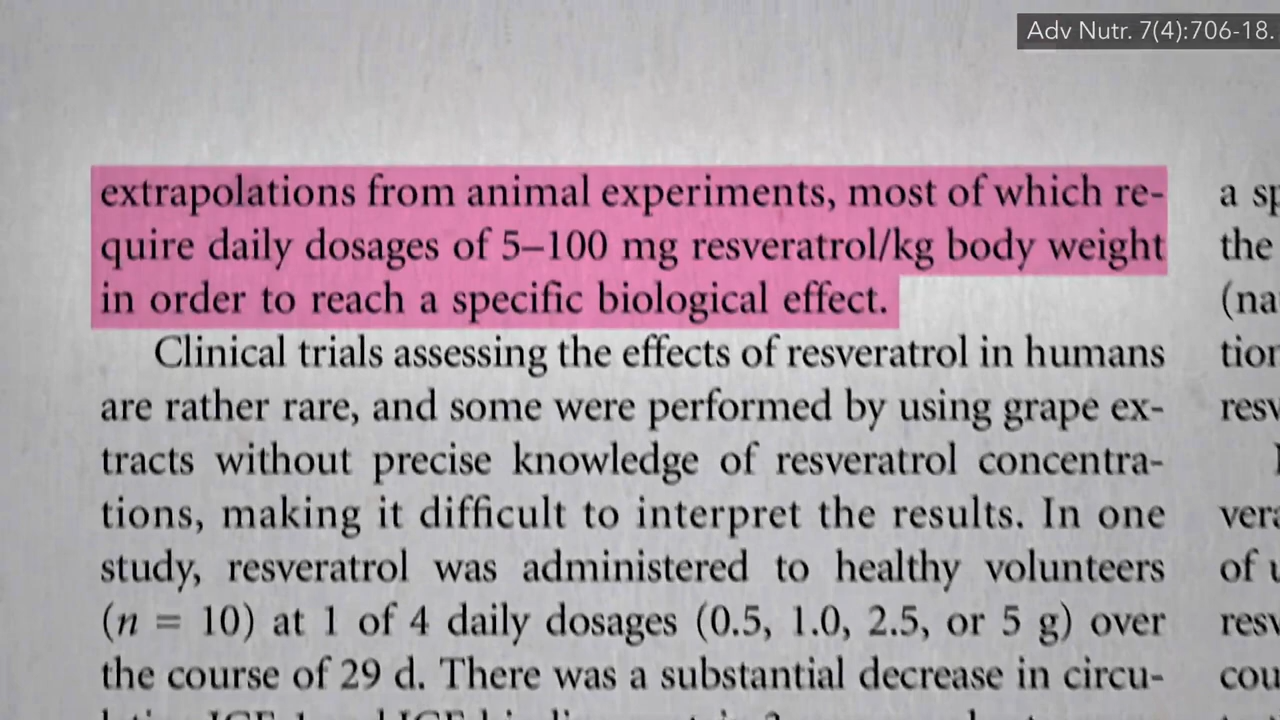 Adv Nutr. 7(4):706-18.
extrapolations from animal experiments, most of which re-
quire daily dosages of 5–100 mg resveratrol/kg body weight
in order to reach a specific biological effect.
Clinical trials assessing the effects of resveratrol in humans
are rather rare, and some were performed by using grape ex-
tracts without precise knowledge of resveratrol concentra-
tions, making it difficult to interpret the results. In one
study, resveratrol was administered to healthy volunteers
(n = 10) at 1 of 4 daily dosages (0.5, 1.0, 2.5, or 5 g) over
the course of 29 d. There was a substantial decrease in circu-
a
the
of